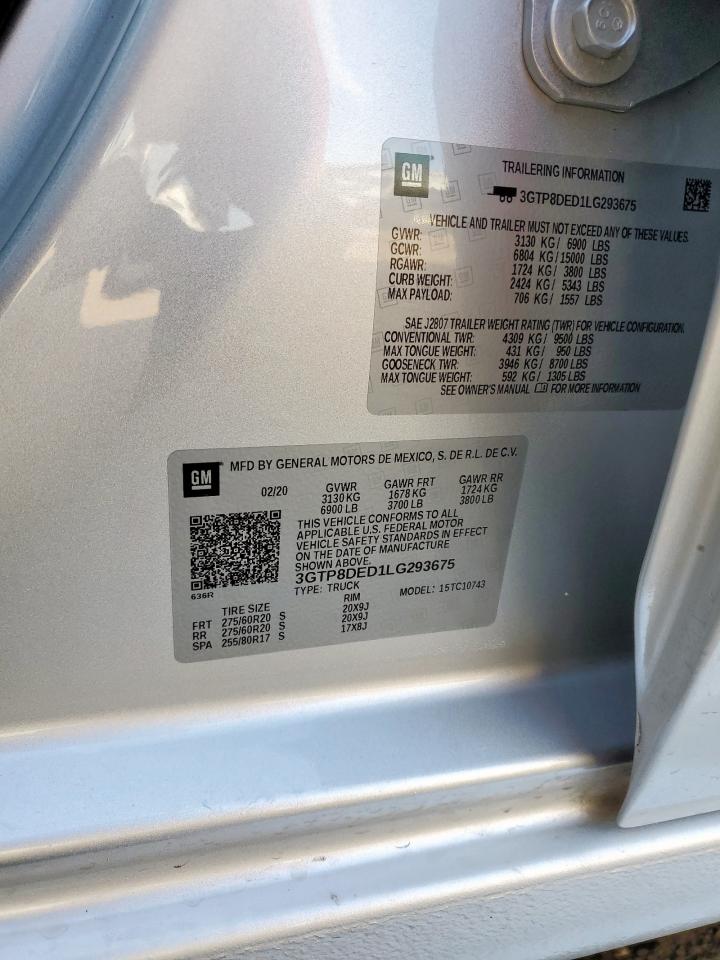 GM
TRAILERING INFORMATION
3GTP8DED1LG293675
VEHICLE AND TRAILER MUST NOT EXCEED ANY OF THESE VALUES.
GVWR: 3130 KG/ 6900 LBS
GCWR: 6804 KG/ 15000 LBS
RGAWR: 1724 KG/ 3800 LBS
CURB WEIGHT: 2424 KG/ 5343 LBS
MAX PAYLOAD: 706 KG/ 1557 LBS
SAE J2807 TRAILER WEIGHT RATING (TWR) FOR VEHICLE CONFIGURATION.
CONVENTIONAL TWR: 4309 KG/ 9500 LBS
MAX TONGUE WEIGHT: 431 KG/ 950 LBS
GOOSENECK TWR: 3946 KG/ 8700 LBS
MAX TONGUE WEIGHT: 592 KG/ 1305 LBS
SEE OWNER'S MANUAL FOR MORE INFORMATION
GM
MFD BY GENERAL MOTORS DE MEXICO, S. DE R.L. DE C.V.
02/20 GVWR GAWR FRT GAWR RR
3130 KG 1678 KG 1724 KG
6900 LB 3700 LB 3800 LB
THIS VEHICLE CONFORMS TO ALL
APPLICABLE U.S. FEDERAL MOTOR
VEHICLE SAFETY STANDARDS IN EFFECT
ON THE DATE OF MANUFACTURE
SHOWN ABOVE.
3GTP8DED1LG293675
TYPE: TRUCK MODEL: 15TC10743
636R
TIRE SIZE RIM
FRT 275/60R20 S 20X9J
RR 275/60R20 S 20X9J
SPA 255/80R17 S 17X8J